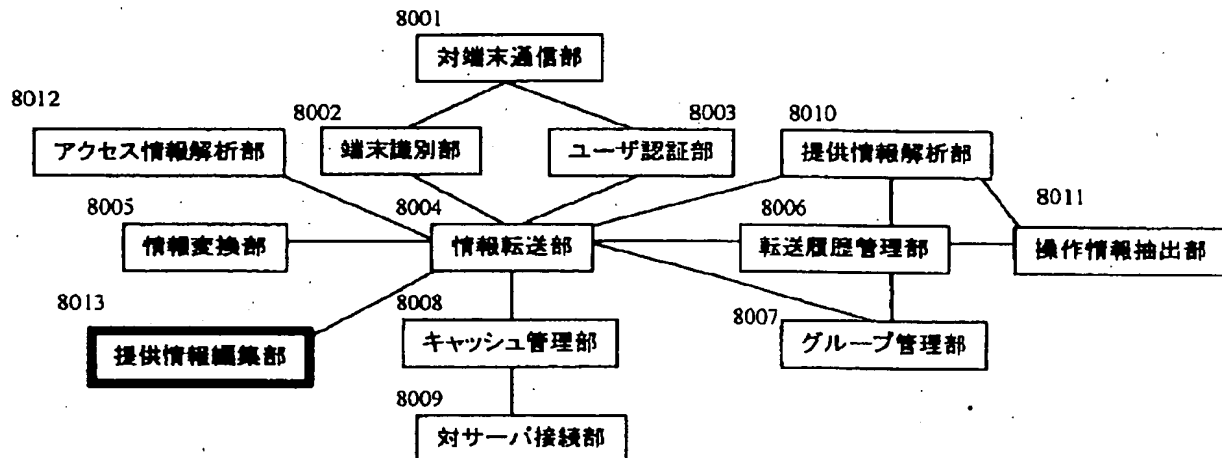 8001
対端末通信部
8012
アクセス情報解析部
8002
端末識別部
8003
ユーザ認証部
8010
提供情報解析部
8005
情報変換部
8004
情報転送部
8006
転送履歴管理部
8011
操作情報抽出部
8013
提供情報編集部
8008
キャッシュ管理部
8007
グループ管理部
8009
対サーバ接続部